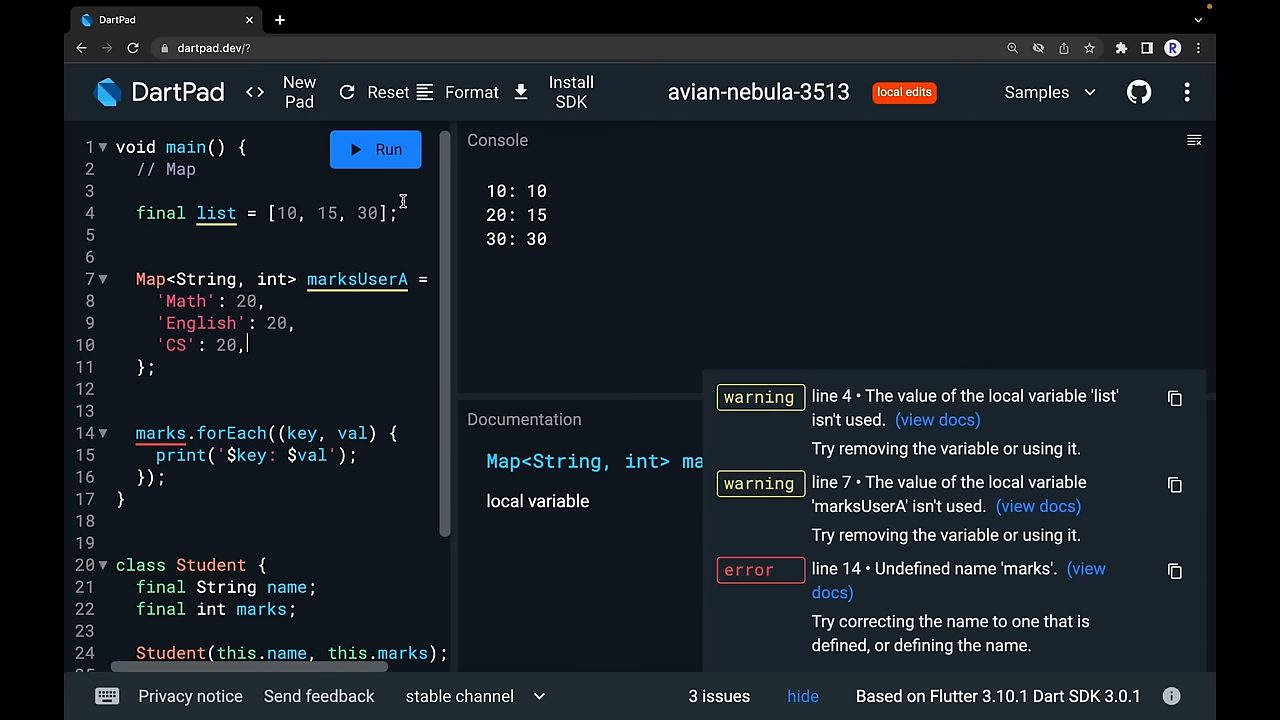 DartPad
dartpad.dev/?
R
DartPad
<> New Pad
Reset
Format
Install SDK
avian-nebula-3513
local edits
Samples
Run
1 void main() {
2 // Map
3
4 final list = [10, 15, 30];
5
6
7 Map<String, int> marksUserA =
8 'Math': 20,
9 'English': 20,
10 'CS': 20,
11 };
12
13
14 marks.forEach((key, val) {
15 print('$key: $val');
16 });
17 }
18
19
20 class Student {
21 final String name;
22 final int marks;
23
24 Student(this.name, this.marks);
Console
10: 10
20: 15
30: 30
Documentation
Map<String, int> ma
local variable
warning line 4 • The value of the local variable 'list'
isn't used. (view docs)
Try removing the variable or using it.
warning line 7 • The value of the local variable
'marksUserA' isn't used. (view docs)
Try removing the variable or using it.
error line 14 • Undefined name 'marks'. (view
docs)
Try correcting the name to one that is
defined, or defining the name.
Privacy notice
Send feedback
stable channel
3 issues
hide
Based on Flutter 3.10.1 Dart SDK 3.0.1